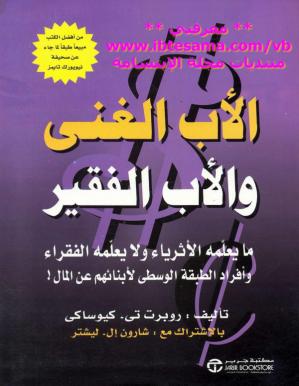 ** معرفتي **
www.ibtesama.com/vb
منتديات مجلة الإبتسامة
من أفضل الكتب
مبيعاً طبقاً لما جاء
عن صحيفة
نيويورك تايمز
الأب الغنى
والأب الفقير
ما يعلمه الأثرياء ولا يعلمه الفقراء
وأفراد الطبقة الوسطى لأبنائهم عن المال !
تأليف : روبرت تى. كيوساكى
بالإشتراك مع : شارون إل. ليشتر
مكتبة جرير
JARIR BOOKSTORE